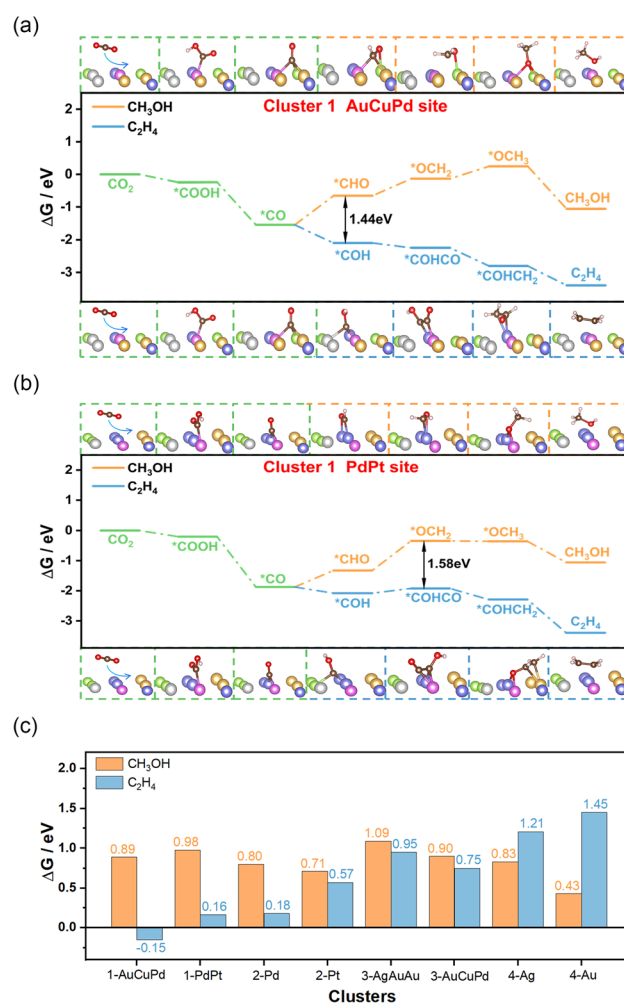 (a)
CH₃OH
C₂H₄
Cluster 1 AuCuPd site
2
1
0
-1
-2
-3
ΔG / eV
CO₂
*COOH
*CO
*CHO
*OCH₂
*OCH₃
CH₃OH
1.44eV
*COH
*COHCO
*COHCH₂
C₂H₄
(b)
CH₃OH
C₂H₄
Cluster 1 PdPt site
2
1
0
-1
-2
-3
ΔG / eV
CO₂
*COOH
*CO
*CHO
*OCH₂
*OCH₃
CH₃OH
1.58eV
*COH
*COHCO
*COHCH₂
C₂H₄
(c)
CH₃OH
C₂H₄
2.0
1.5
1.0
0.5
0.0
ΔG / eV
0.89
-0.15
0.98
0.16
0.80
0.18
0.71
0.57
1.09
0.95
0.90
0.75
0.83
1.21
0.43
1.45
1-AuCuPd
1-PdPt
2-Pd
2-Pt
3-AgAuAu
3-AuCuPd
4-Ag
4-Au
Clusters